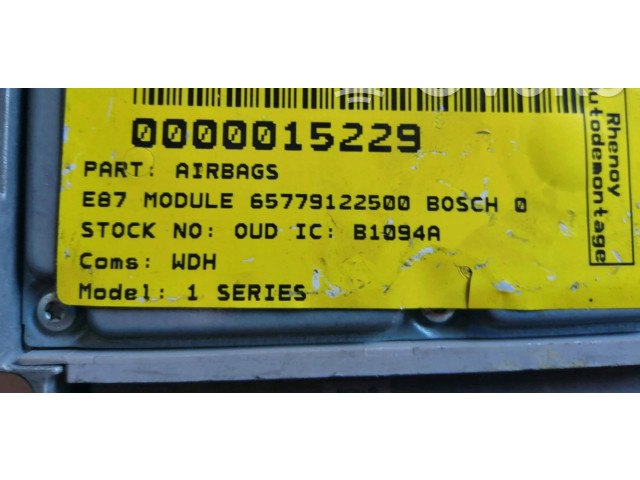 0000015229
PART: AIRBAGS
E87 MODULE 65779122500 BOSCH 0
STOCK NO: OUD IC: B1094A
Coms: WDH
Model: 1 SERIES
Rhenoy
utodemontage